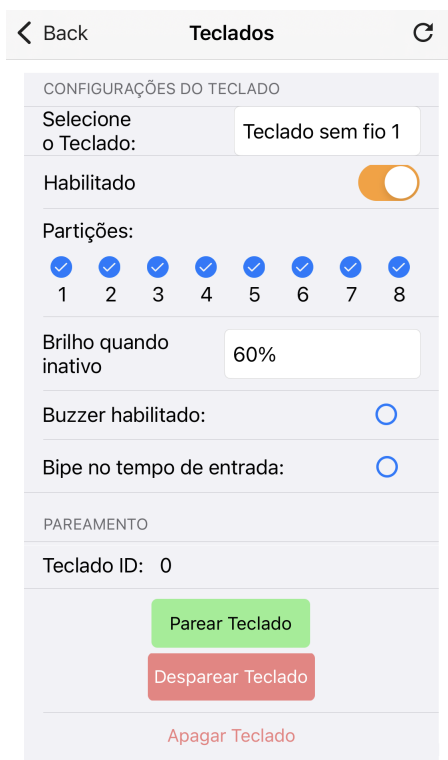 Back Teclados
CONFIGURAÇÕES DO TECLADO
Selecione
o Teclado:
Teclado sem fio 1
Habilitado
Partições:
1 2 3 4 5 6 7 8
Brilho quando
inativo
60%
Buzzer habilitado:
Bipe no tempo de entrada:
PAREAMENTO
Teclado ID: 0
Parear Teclado
Desparear Teclado
Apagar Teclado